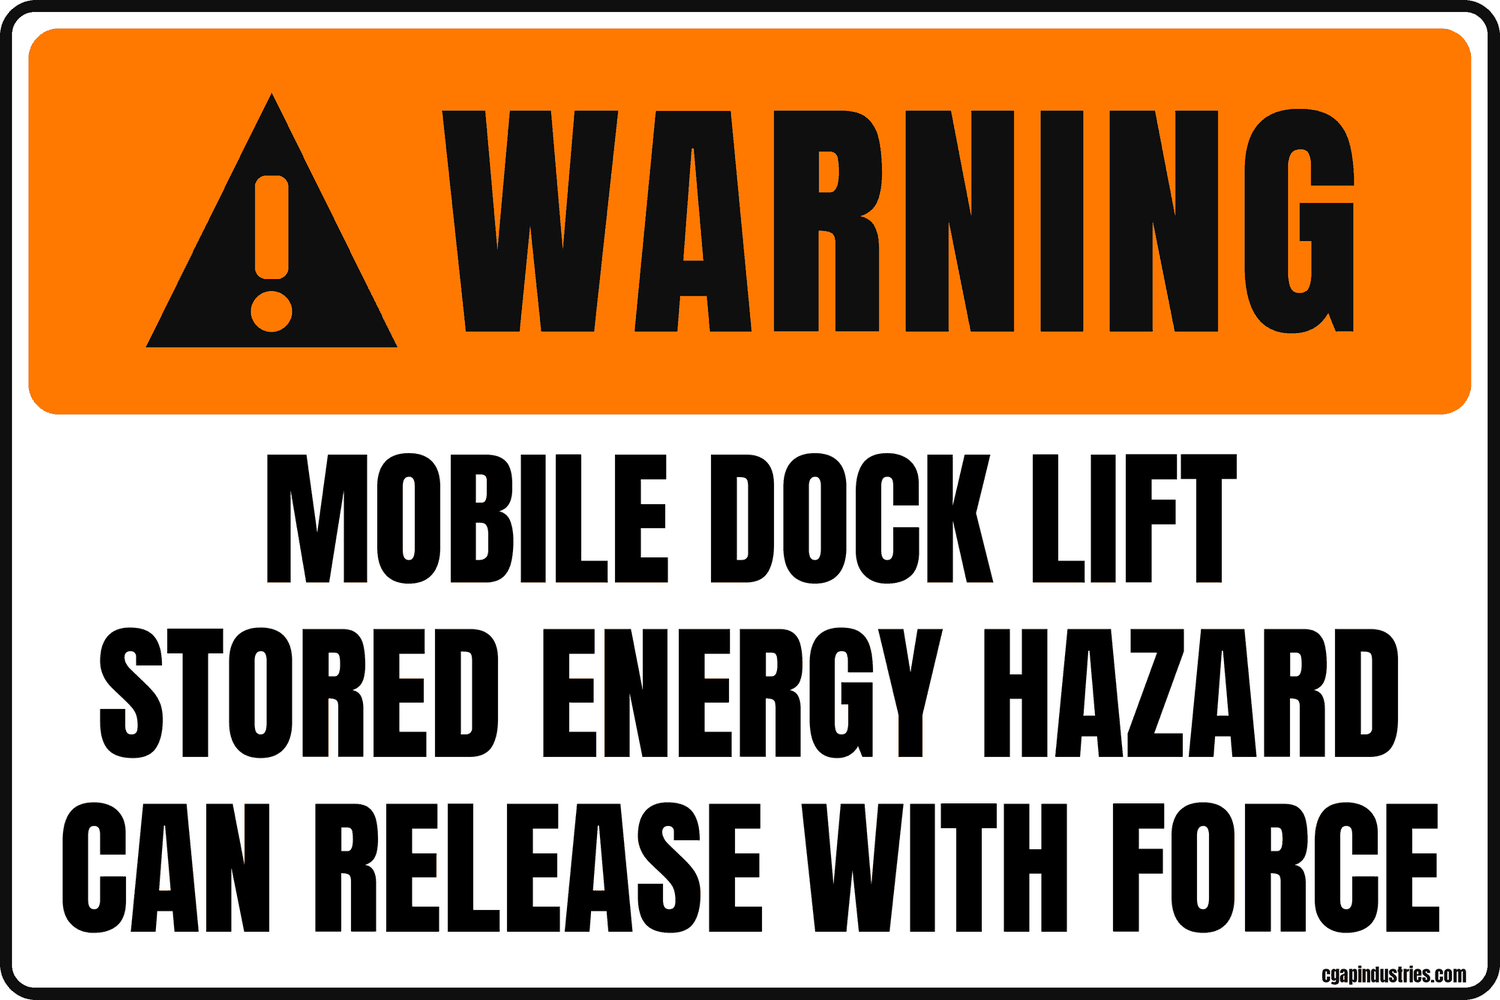 WARNING
MOBILE DOCK LIFT
STORED ENERGY HAZARD
CAN RELEASE WITH FORCE
cgapindustries.com